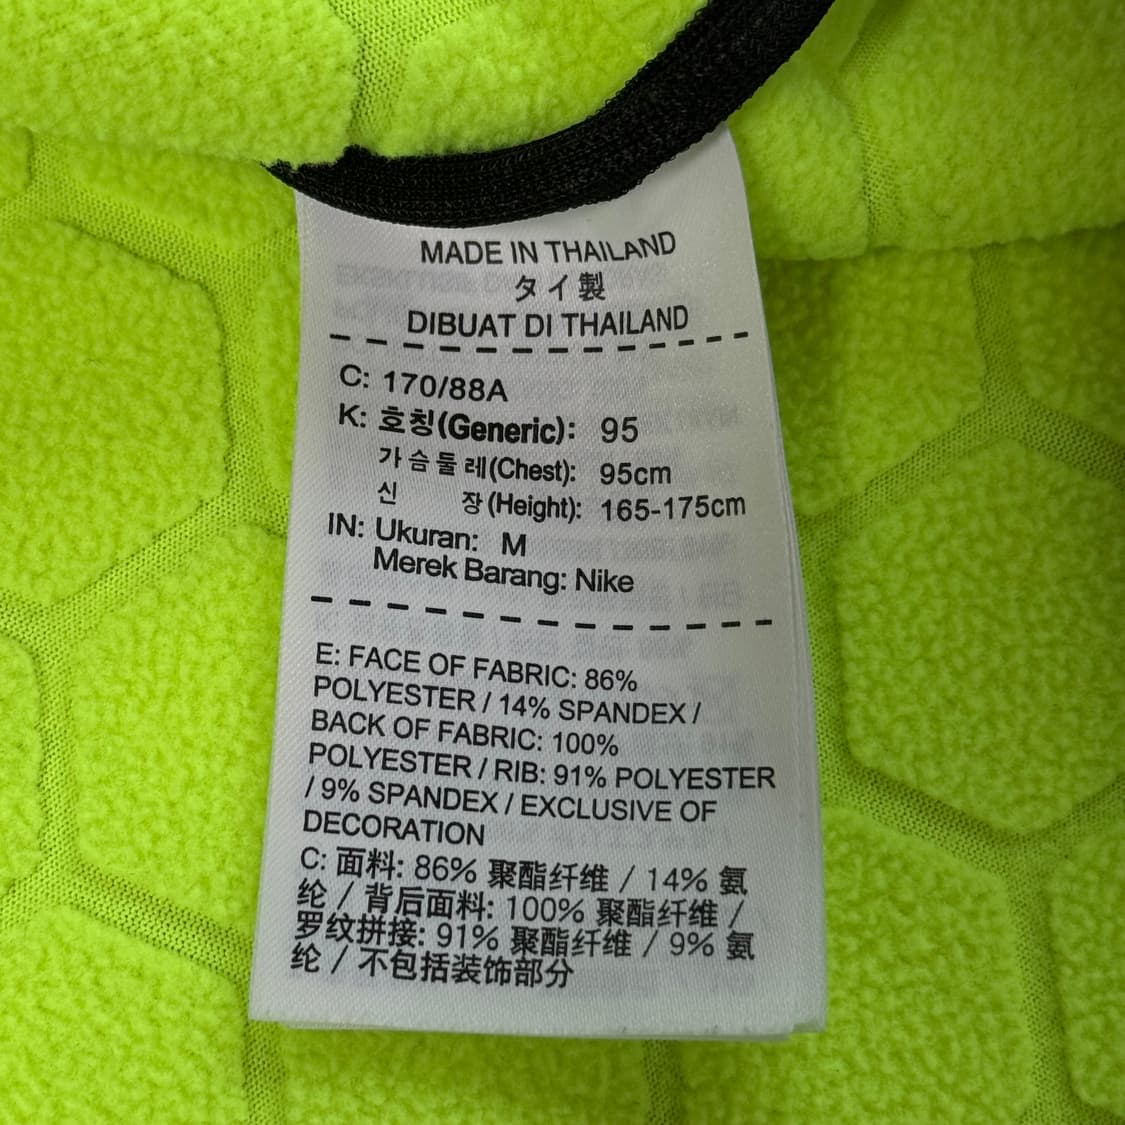 MADE IN THAILAND
タイ製
DIBUAT DI THAILAND
C: 170/88A
K: 호칭(Generic): 95
가슴둘레(Chest): 95cm
신 장(Height): 165-175cm
IN: Ukuran: M
Merek Barang: Nike
E: FACE OF FABRIC: 86%
POLYESTER / 14% SPANDEX /
BACK OF FABRIC: 100%
POLYESTER / RIB: 91% POLYESTER
/ 9% SPANDEX / EXCLUSIVE OF
DECORATION
C: 面料: 86% 聚酯纤维 / 14% 氨
纶 / 背后面料: 100% 聚酯纤维 /
罗纹拼接: 91% 聚酯纤维 / 9% 氨
纶 / 不包括装饰部分